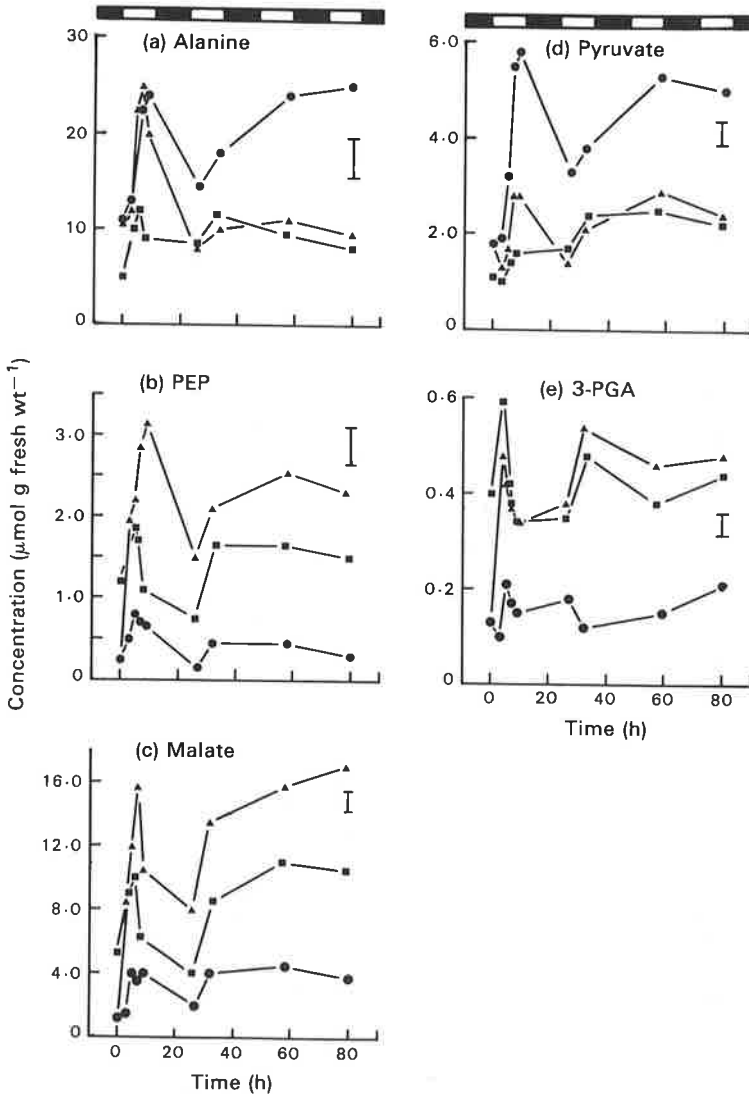 (a) Alanine
30
20
10
0
(b) PEP
3·0
2·0
1·0
0
(c) Malate
16·0
12·0
8·0
4·0
0
0 20 40 60 80
Time (h)
Concentration (μmol g fresh wt⁻¹)
(d) Pyruvate
6·0
4·0
2·0
0
(e) 3-PGA
0·6
0·4
0·2
0
0 20 40 60 80
Time (h)